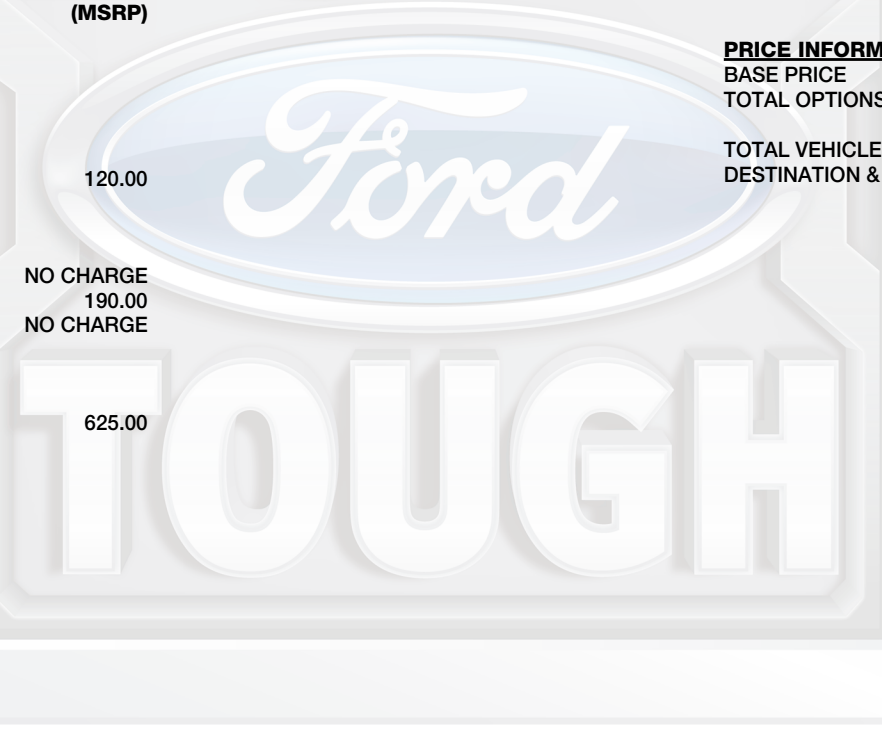 (MSRP)
120.00
NO CHARGE
190.00
NO CHARGE
625.00
PRICE INFORM
BASE PRICE
TOTAL OPTIONS
TOTAL VEHICLE
DESTINATION &
Ford
TOUGH